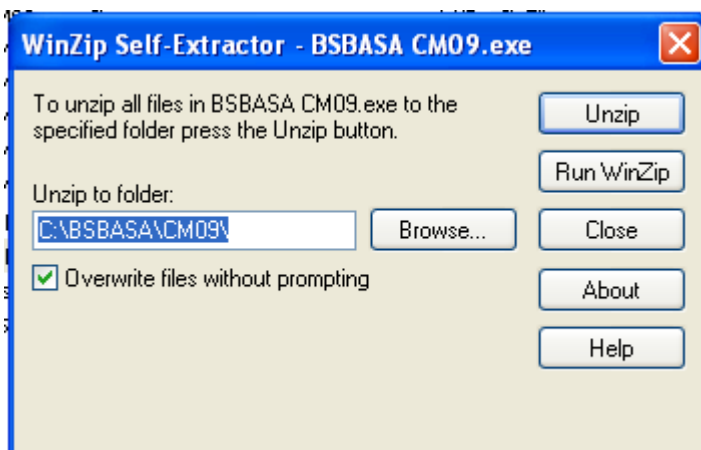 WinZip Self-Extractor - BSBASA CM09.exe
To unzip all files in BSBASA CM09.exe to the
specified folder press the Unzip button.
Unzip
Run WinZip
Unzip to folder:
C:\BSBASA\CM09\
Browse...
Close
Overwrite files without prompting
About
Help